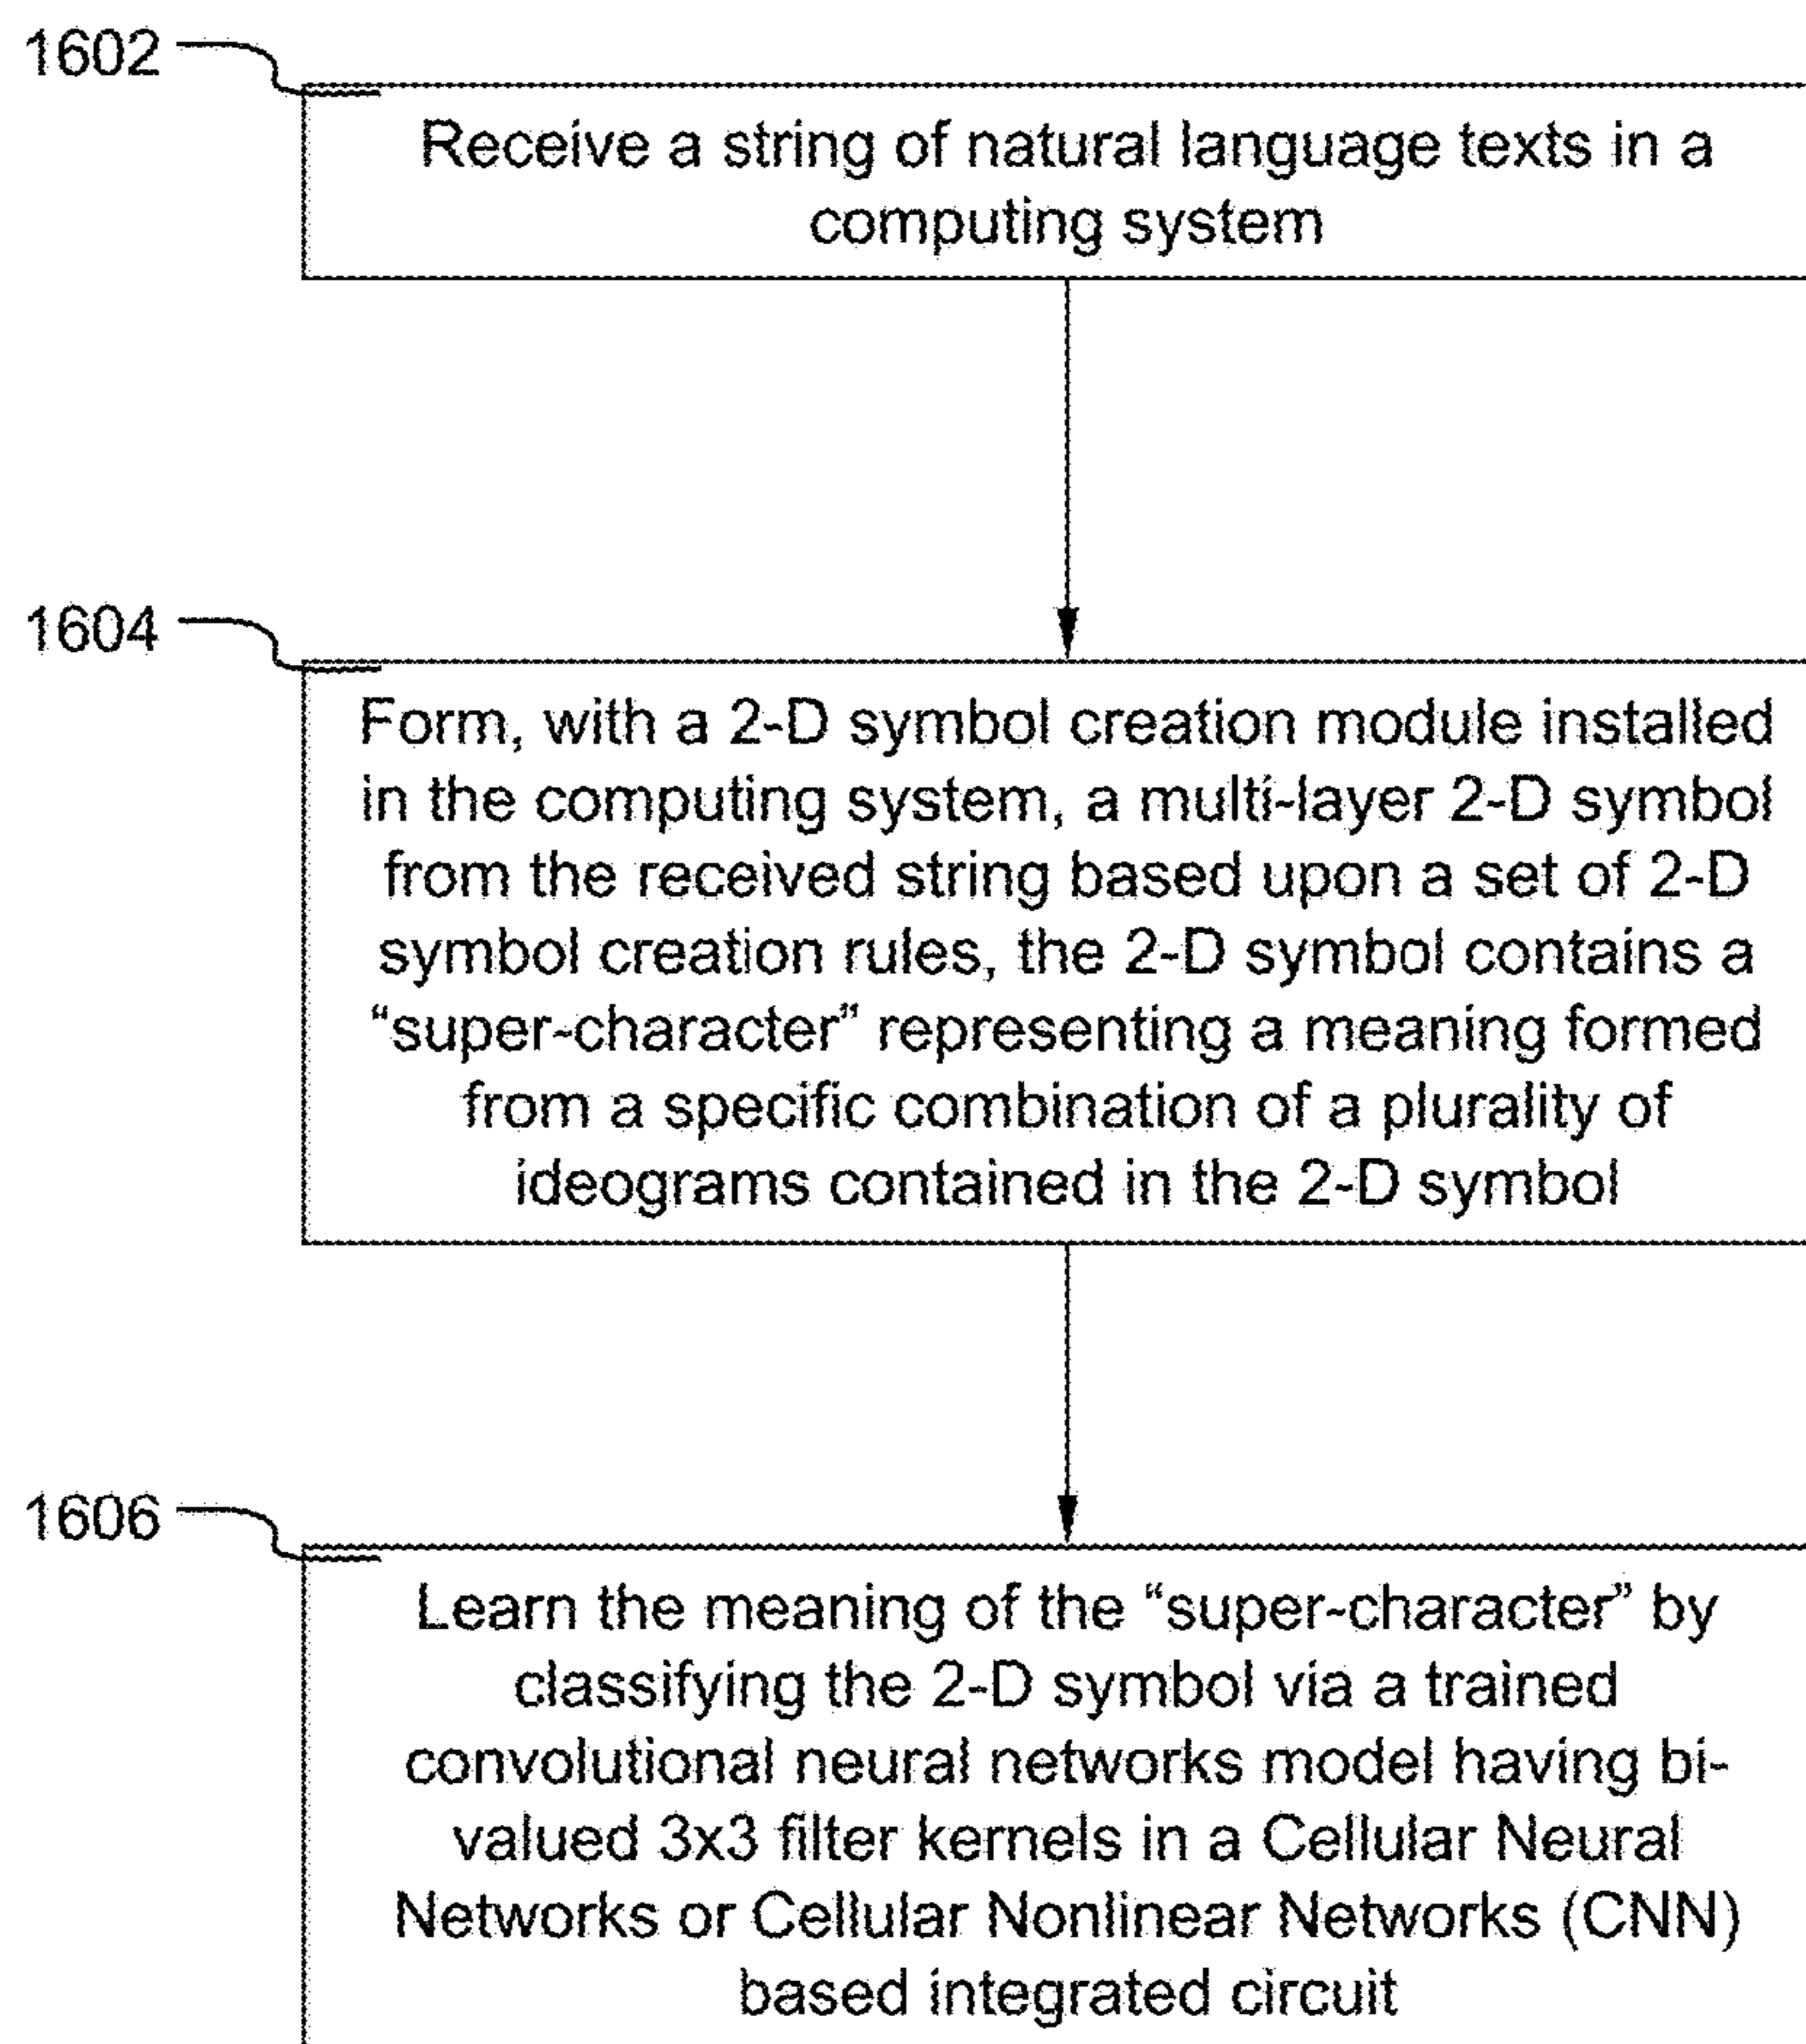 1602
Receive a string of natural language texts in a
computing system
1604
Form, with a 2-D symbol creation module installed
in the computing system, a multi-layer 2-D symbol
from the received string based upon a set of 2-D
symbol creation rules, the 2-D symbol contains a
“super-character” representing a meaning formed
from a specific combination of a plurality of
ideograms contained in the 2-D symbol
1606
Learn the meaning of the “super-character” by
classifying the 2-D symbol via a trained
convolutional neural networks model having bi-
valued 3x3 filter kernels in a Cellular Neural
Networks or Cellular Nonlinear Networks (CNN)
based integrated circuit